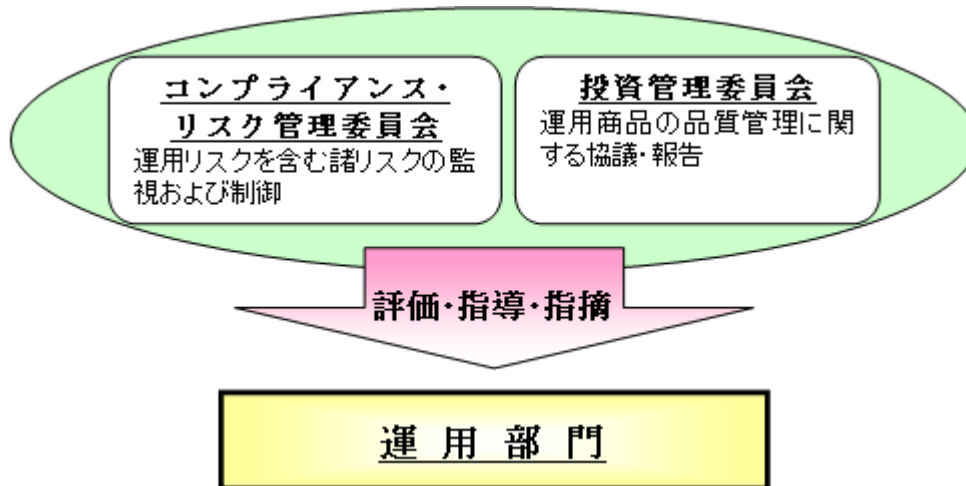 コンプライアンス・
リスク管理委員会
運用リスクを含む諸リスクの監
視および制御
投資管理委員会
運用商品の品質管理に関
する協議・報告
評価・指導・指摘
運用部門